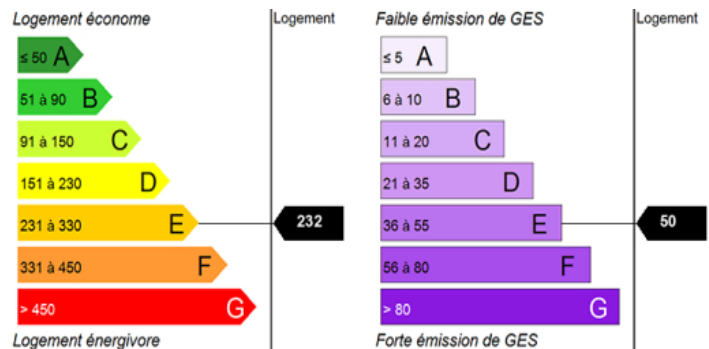 Logement économe
Logement
≤ 50 A
51 à 90 B
91 à 150 C
151 à 230 D
231 à 330 E
232
331 à 450 F
> 450 G
Logement énergivore
Faible émission de GES
Logement
≤ 5 A
6 à 10 B
11 à 20 C
21 à 35 D
36 à 55 E
50
56 à 80 F
> 80 G
Forte émission de GES